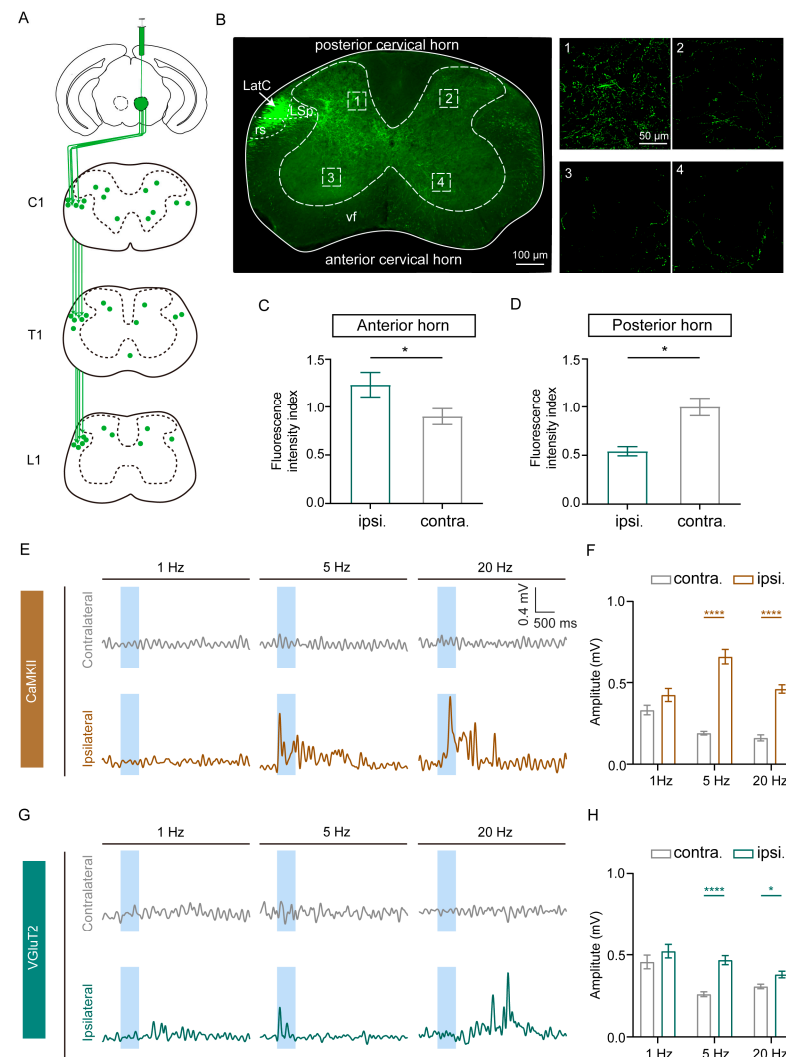 A
C1
T1
L1
B
posterior cervical horn
LatC
LSp
rs
1
2
3
4
vf
anterior cervical horn
100 μm
1
50 μm
2
3
4
C
Anterior horn
*
Fluorescence
intensity index
1.5
1.0
0.5
0.0
ipsi.
contra.
D
Posterior horn
*
Fluorescence
intensity index
1.5
1.0
0.5
0.0
ipsi.
contra.
E
CaMKII
1 Hz
5 Hz
20 Hz
0.4 mV
500 ms
Contralateral
Ipsilateral
F
contra.
ipsi.
Amplitute (mV)
1.0
0.5
0.0
****
****
1Hz
5 Hz
20 Hz
G
VGluT2
1 Hz
5 Hz
20 Hz
Contralateral
Ipsilateral
H
contra.
ipsi.
Amplitute (mV)
1.0
0.5
0.0
****
*
1 Hz
5 Hz
20 Hz